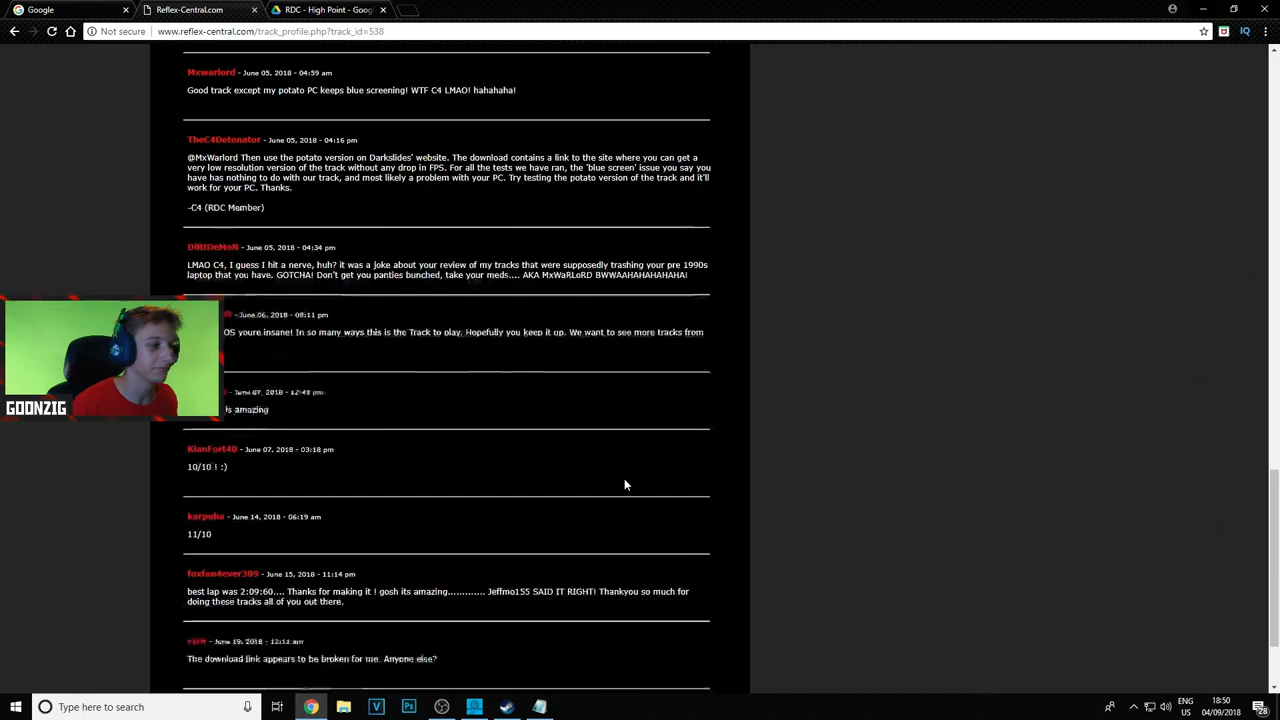 Google
Reflex-Central.com
RDC - High Point - Goog
Not secure
www.reflex-central.com/track_profile.php?track_id=538
Mxwarlord - June 05, 2018 - 04:59 am
Good track except my potato PC keeps blue screening! WTF C4 LMAO! hahahaha!
TheC4Detonator - June 05, 2018 - 04:16 pm
@MxWarlord Then use the potato version on Darkslides' website. The download contains a link to the site where you can get a
very low resolution version of the track without any drop in FPS. For all the tests we have ran, the 'blue screen' issue you say you
have has nothing to do with our track, and most likely a problem with your PC. Try testing the potato version of the track and it'll
work for your PC. Thanks.
-C4 (RDC Member)
DiRtDeMoN - June 05, 2018 - 04:34 pm
LMAO C4, I guess I hit a nerve, huh? it was a joke about your review of my tracks that were supposedly trashing your pre 1990s
laptop that you have. GOTCHA! Don't get you panties bunched, take your meds.... AKA MxWaRLoRD BWWAAHAHAHAHAHA!
- June 06, 2018 - 08:11 pm
OS youre insane! In so many ways this is the Track to play. Hopefully you keep it up. We want to see more tracks from
- June 07, 2018 - 12:43 pm
is amazing
KianFort40 - June 07, 2018 - 03:18 pm
10/10 ! :)
karpuha - June 14, 2018 - 06:19 am
11/10
foxfan4ever389 - June 15, 2018 - 11:14 pm
best lap was 2:09:60.... Thanks for making it ! gosh its amazing............. Jeffmo155 SAID IT RIGHT! Thankyou so much for
doing these tracks all of you out there.
- June 19, 2018 -
The download link appears to be broken for me. Anyone else?
GOONZIG
Type here to search
ENG
US
18:50
04/09/2018
28